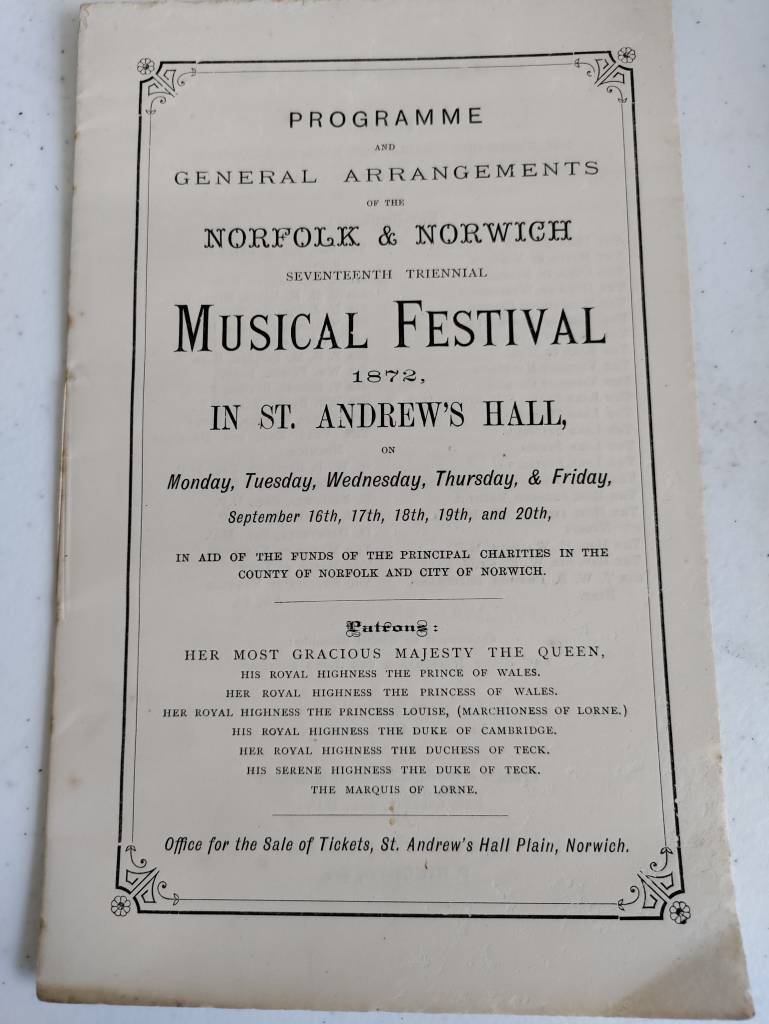 PROGRAMME
AND
GENERAL ARRANGEMENTS
OF THE
NORFOLK & NORWICH
SEVENTEENTH TRIENNIAL
MUSICAL FESTIVAL
1872,
IN ST. ANDREW'S HALL,
ON
Monday, Tuesday, Wednesday, Thursday, & Friday,
September 16th, 17th, 18th, 19th, and 20th,
IN AID OF THE FUNDS OF THE PRINCIPAL CHARITIES IN THE
COUNTY OF NORFOLK AND CITY OF NORWICH.
Patrons:
HER MOST GRACIOUS MAJESTY THE QUEEN,
HIS ROYAL HIGHNESS THE PRINCE OF WALES.
HER ROYAL HIGHNESS THE PRINCESS OF WALES.
HER ROYAL HIGHNESS THE PRINCESS LOUISE, (MARCHIONESS OF LORNE.)
HIS ROYAL HIGHNESS THE DUKE OF CAMBRIDGE.
HER ROYAL HIGHNESS THE DUCHESS OF TECK.
HIS SERENE HIGHNESS THE DUKE OF TECK.
THE MARQUIS OF LORNE.
Office for the Sale of Tickets, St. Andrew's Hall Plain, Norwich.